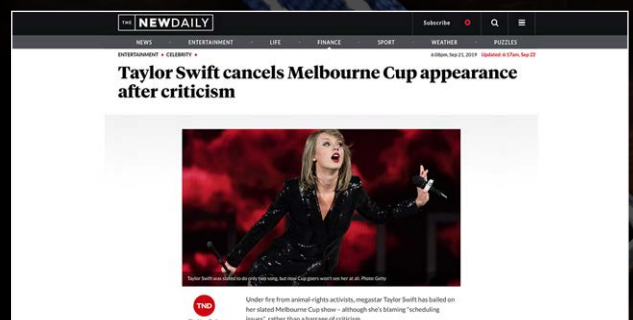 THE NEWDAILY
Subscribe
NEWS ENTERTAINMENT LIFE FINANCE SPORT WEATHER PUZZLES
ENTERTAINMENT CELEBRITY
6:08pm, Sep 21, 2019 Updated: 6:57am, Sep 22
Taylor Swift cancels Melbourne Cup appearance
after criticism
Taylor Swift was slated to do only two song, but now Cup goers won't see her at all. Photo: Getty
TND
Under fire from animal-rights activists, megastar Taylor Swift has bailed on
her slated Melbourne Cup show – although she's blaming "scheduling
issues", rather than a barrage of criticism.